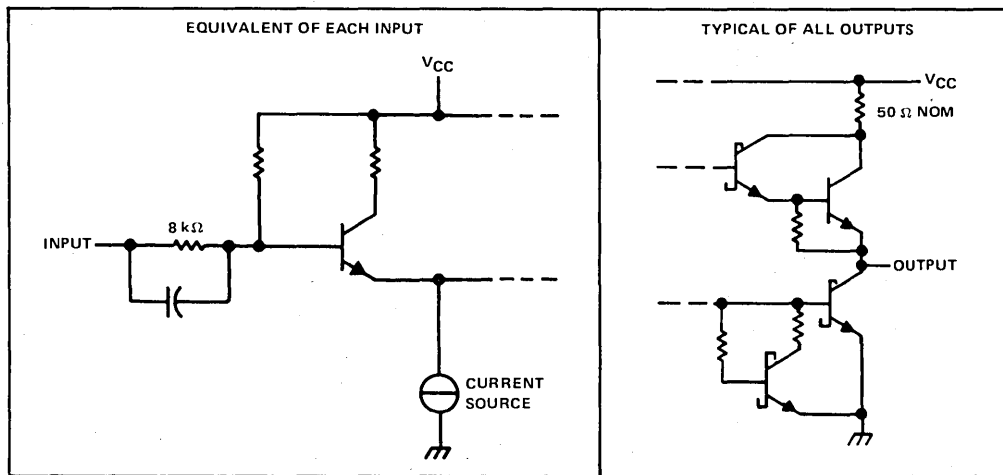 EQUIVALENT OF EACH INPUT
VCC
8 kΩ
INPUT
CURRENT
SOURCE
TYPICAL OF ALL OUTPUTS
VCC
50 Ω NOM
OUTPUT